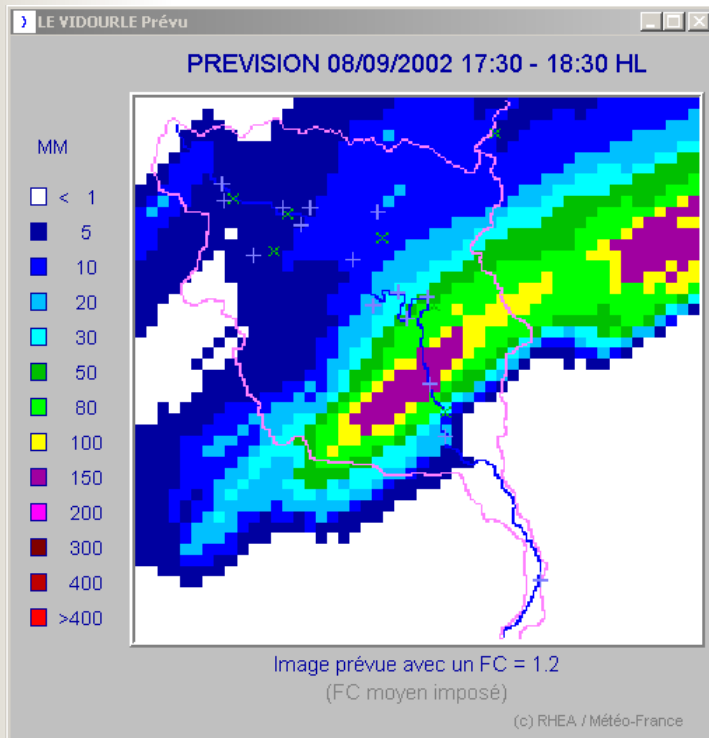 LE VIDOURLE Prévu
PREVISION 08/09/2002 17:30 - 18:30 HL
MM
< 1
5
10
20
30
50
80
100
150
200
300
400
>400
Image prévue avec un FC = 1.2
(FC moyen imposé)
(c) RHEA / Météo-France